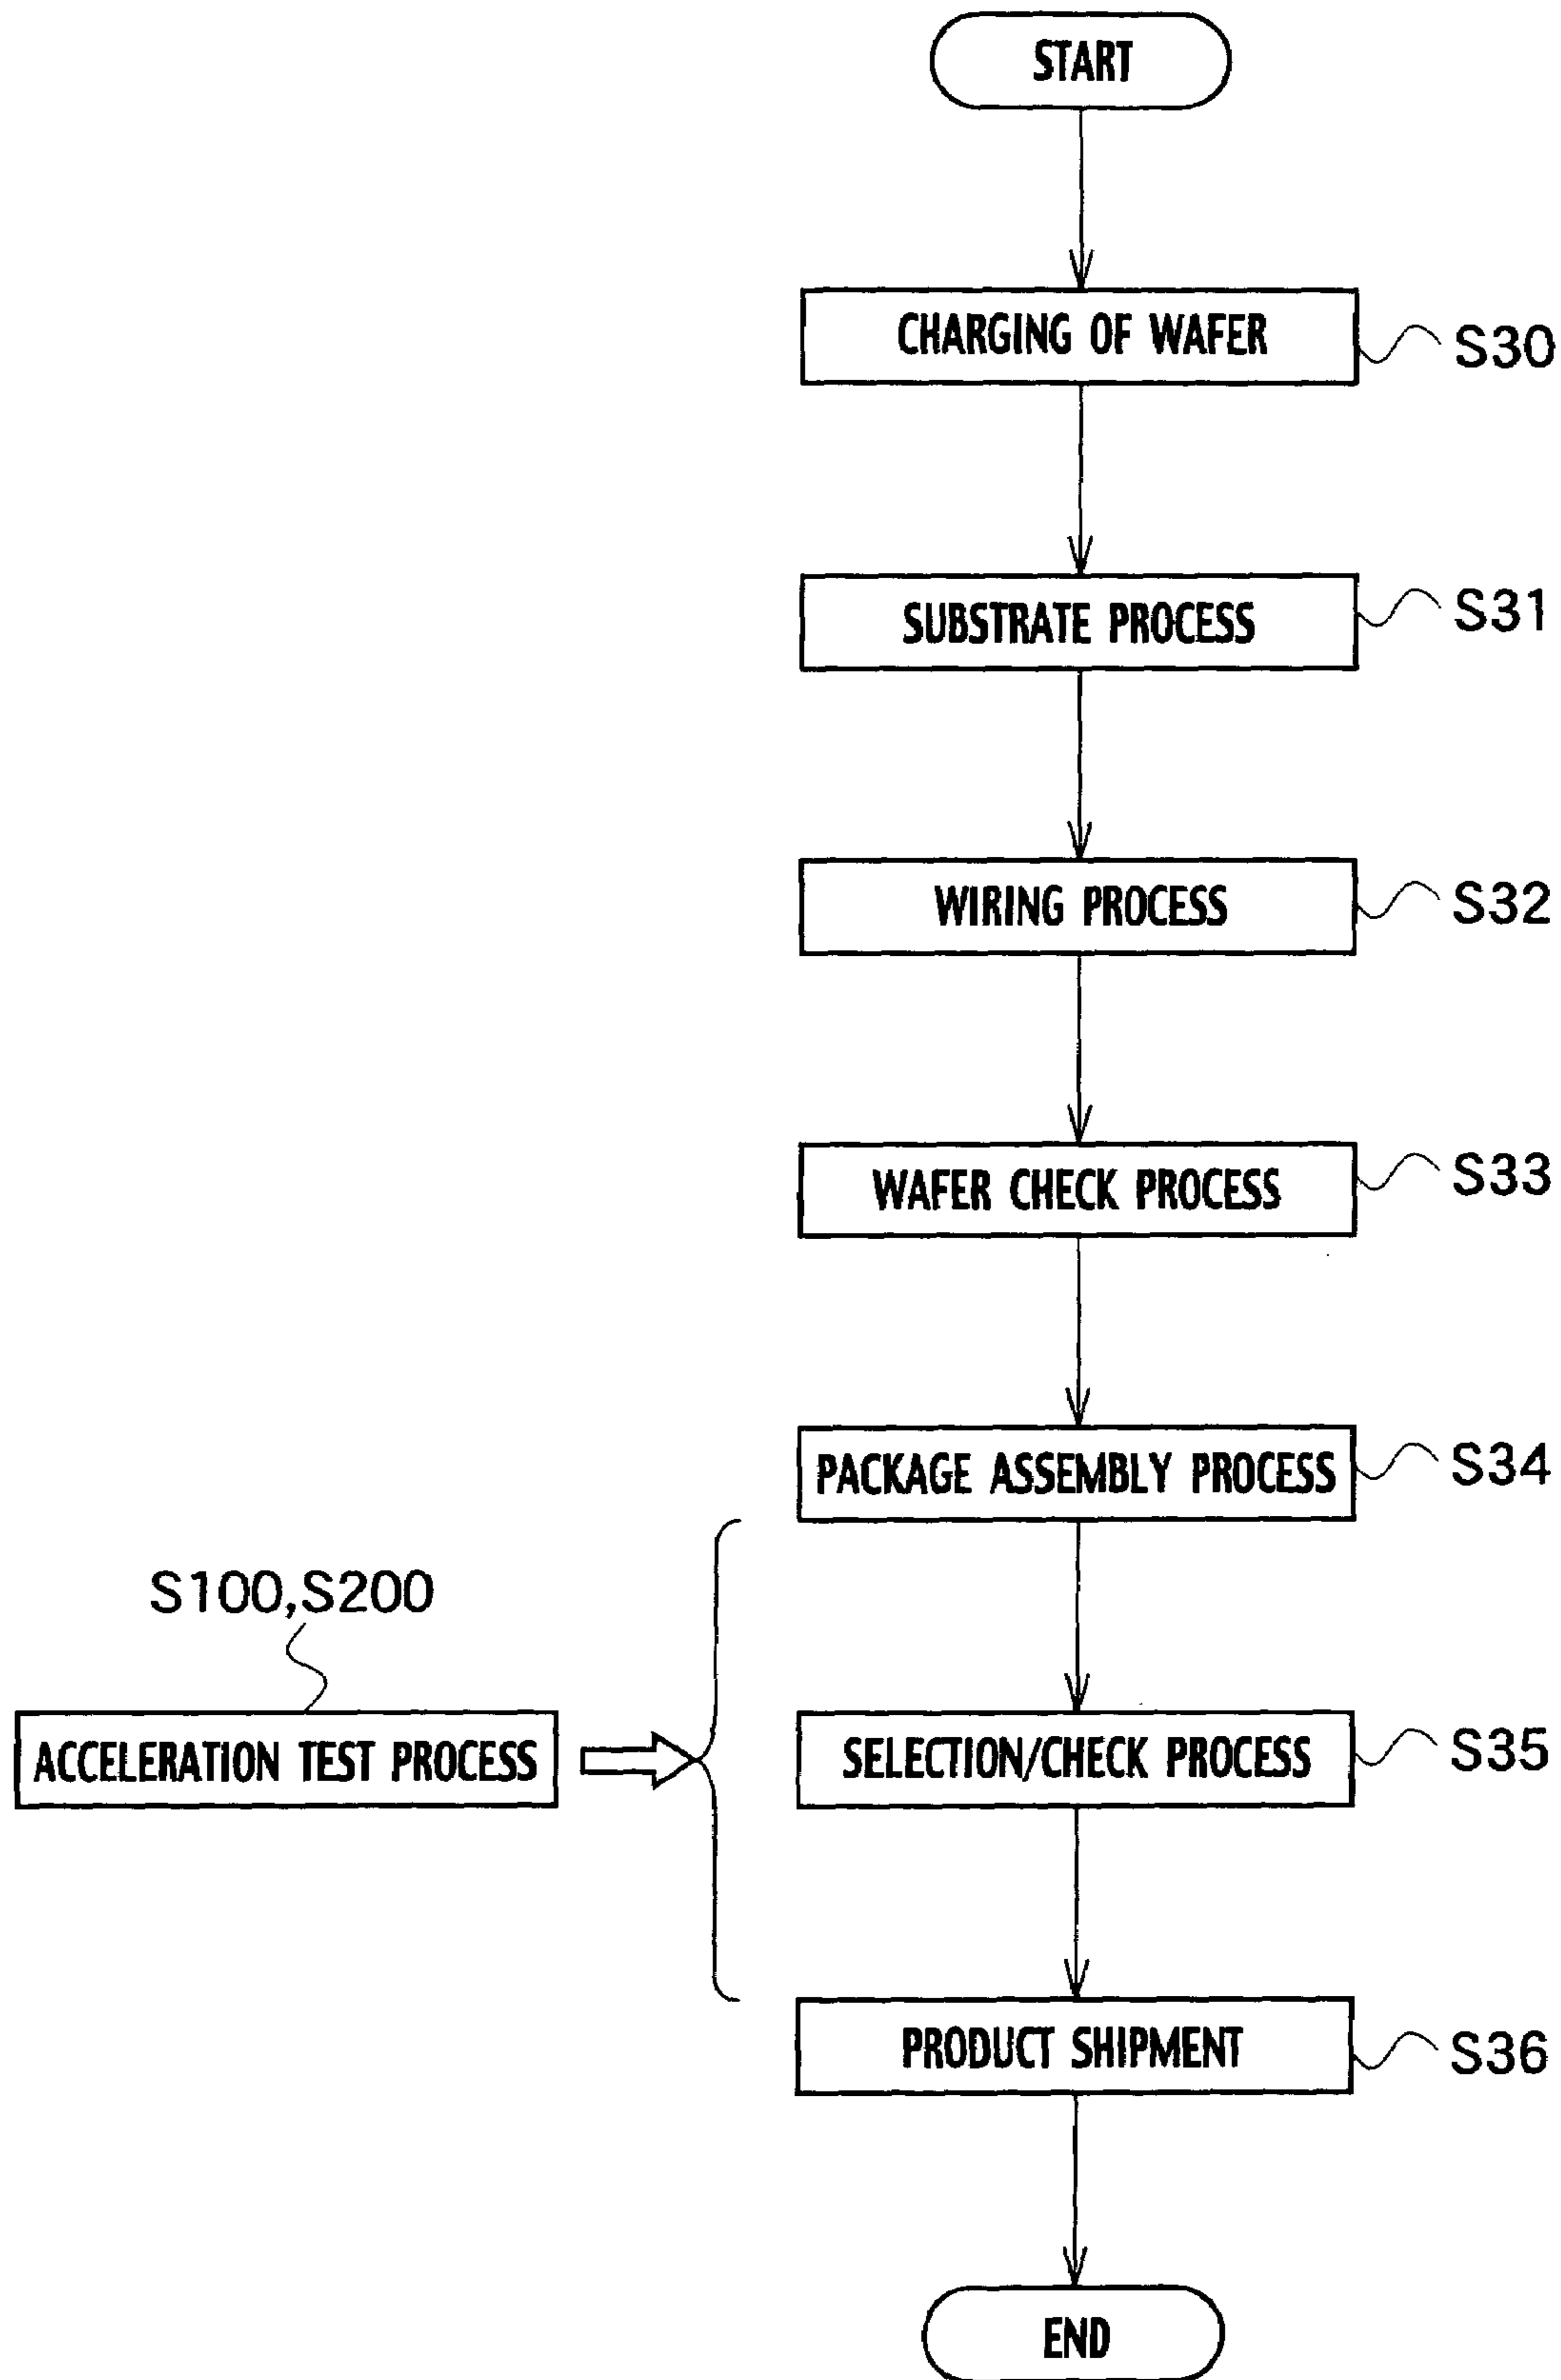 START
CHARGING OF WAFER
S30
SUBSTRATE PROCESS
S31
WIRING PROCESS
S32
WAFER CHECK PROCESS
S33
PACKAGE ASSEMBLY PROCESS
S34
S100,S200
ACCELERATION TEST PROCESS
SELECTION/CHECK PROCESS
S35
PRODUCT SHIPMENT
S36
END